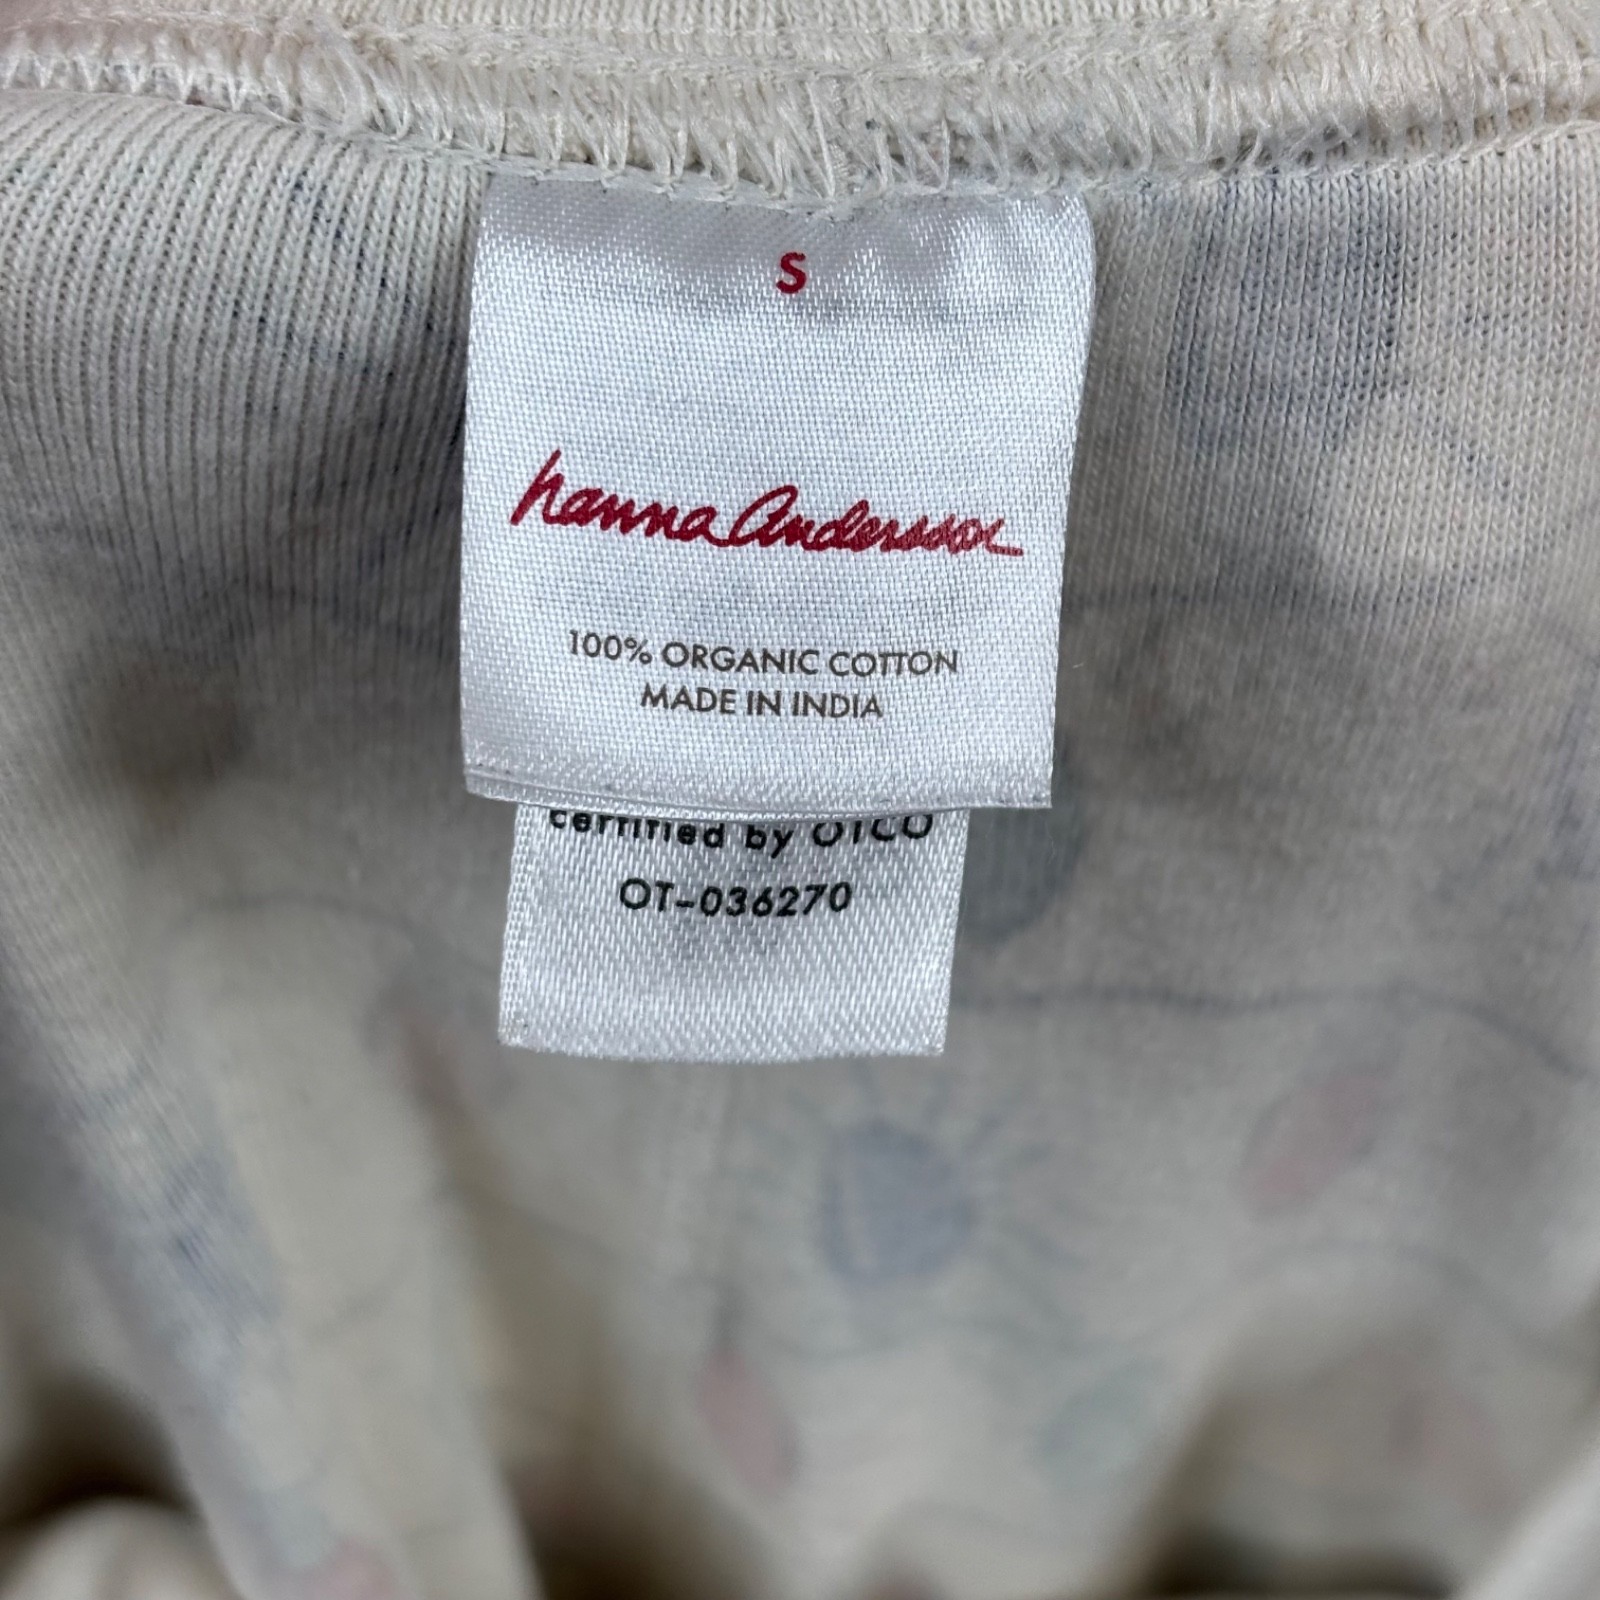 S
hanna Andersson
100% ORGANIC COTTON
MADE IN INDIA
certified by OTCO
OT-036270